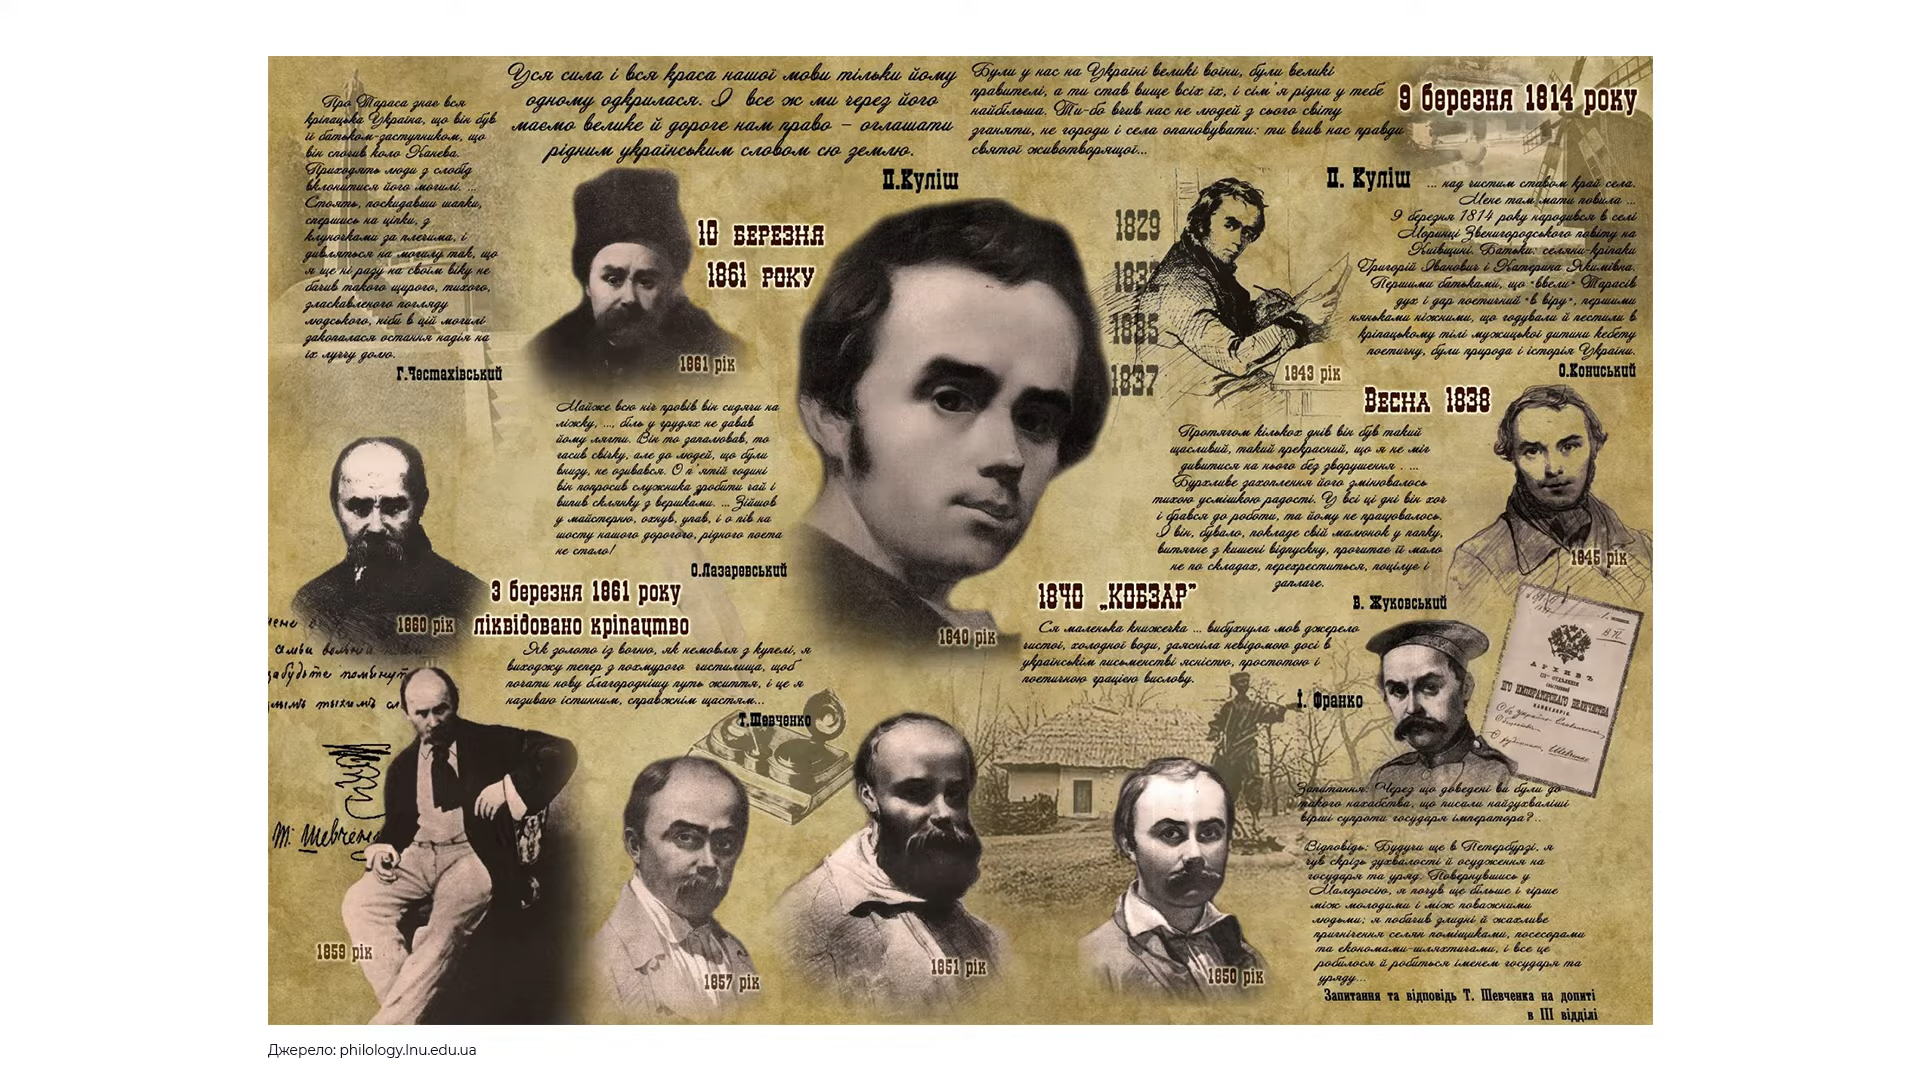 Про Тараса знає вся
кріпацька Україна, що він був
її батьком-заступником, що
він спочив коло Канева.
Приходять люди з слобід
вклонитися його могилі. ...
Стоять, поскидавши шапки,
спершись на ціпки, з
клуночками за плечима, і
дивляться на могилу так, що
я ще ні разу на своїм віку не
бачив такого щирого, тихого,
зласкавленого погляду
людського, ніби в цій могилі
закопалася остання надія на
їх луччу долю.
Г.Честахівський
Уся сила і вся краса нашої мови тільки йому
одному одкрилася. І все ж ми через його
маємо велике й дороге нам право – оглашати
рідним українським словом сю землю.
П.Куліш
Були у нас на Україні великі воїни, були великі
правителі, а ти став вище всіх їх, і сім'я рідна у тебе
найбільша. Ти-бо вчив нас не людей з сього світу
зганяти, не городи і села опановувати: ти вчив нас правди
святої животворящої...
П. Куліш
9 березня 1814 року
... над чистим ставом край села.
Мене там мати повила ...
9 березня 1814 року народився в селі
Моринці Звенигородського повіту на
Київщині. Батьки: селяни-кріпаки
Григорій Іванович і Катерина Якимівна.
Першими батьками, що "ввели" Тарасів
дух і дар поетичний "в віру", першими
няньками ніжними, що годували й пестили в
кріпацькому тілі мужицької дитини кебету
поетичну, були природа і історія України.
О.Кониський
10 березня
1861 року
1861 рік
1829
1832
1835
1837
1843 рік
Весна 1838
Протягом кількох днів він був такий
щасливий, такий прекрасний, що я не міг
дивитися на нього без зворушення . ...
Бурхливе захоплення його змінювалось
тихою усмішкою радості. У всі ці дні він хоч
і брався до роботи, та йому не працювалось.
І він, бувало, покладе свій малюнок у папку,
витягне з кишені відпускну, прочитає її мало
не по складах, перехреститься, поцілує і
заплаче.
В. Жуковський
1845 рік
Майже всю ніч провів він сидячи на
ліжку, ..., біль у грудях не давав
йому лягти. Він то запалював, то
гасив свічку, але до людей, що були
внизу, не озивався. О п'ятій годині
він попросив служника зробити чай і
випив склянку з вершками. ... Зійшов
у майстерню, охнув, упав, і о пів на
шосту нашого дорогого, рідного поета
не стало!
О.Лазаревський
1860 рік
3 березня 1861 року
ліквідовано кріпацтво
Як золото із вогню, як немовля з купелі, я
виходжу тепер з похмурого чистилища, щоб
почати нову благороднішу путь життя, і це я
називаю істинним, справжнім щастям...
Т.Шевченко
1840 рік
1840 „КОБЗАР"
Ся маленька книжечка ... вибухнула мов джерело
чистої, холодної води, заясніла невідомою досі в
українськім письменстві ясністю, простотою і
поетичною грацією вислову.
І. Франко
АРХИВЪ
ЕГО ИМПЕРАТОРСКАГО ВЕЛИЧЕСТВА
Т. Шевченко
1859 рік
1857 рік
1851 рік
1850 рік
Запитання: Через що доведені ви були до
такого нахабства, що писали найзухваліші
вірші супроти государя імператора?..
Відповідь: Будучи ще в Петербурзі, я
чув скрізь зухвалості й осудження на
государя та уряд. Повернувшись у
Малоросію, я почув ще більше і гірше
між молодими і між поважними
людьми; я побачив злидні й жахливе
пригнічення селян поміщиками, посесорами
та економами-шляхтичами, і все це
робилося й робиться іменем государя та
уряду...
Запитання та відповідь Т. Шевченка на допиті
в ІІІ відділі
Джерело: philology.lnu.edu.ua